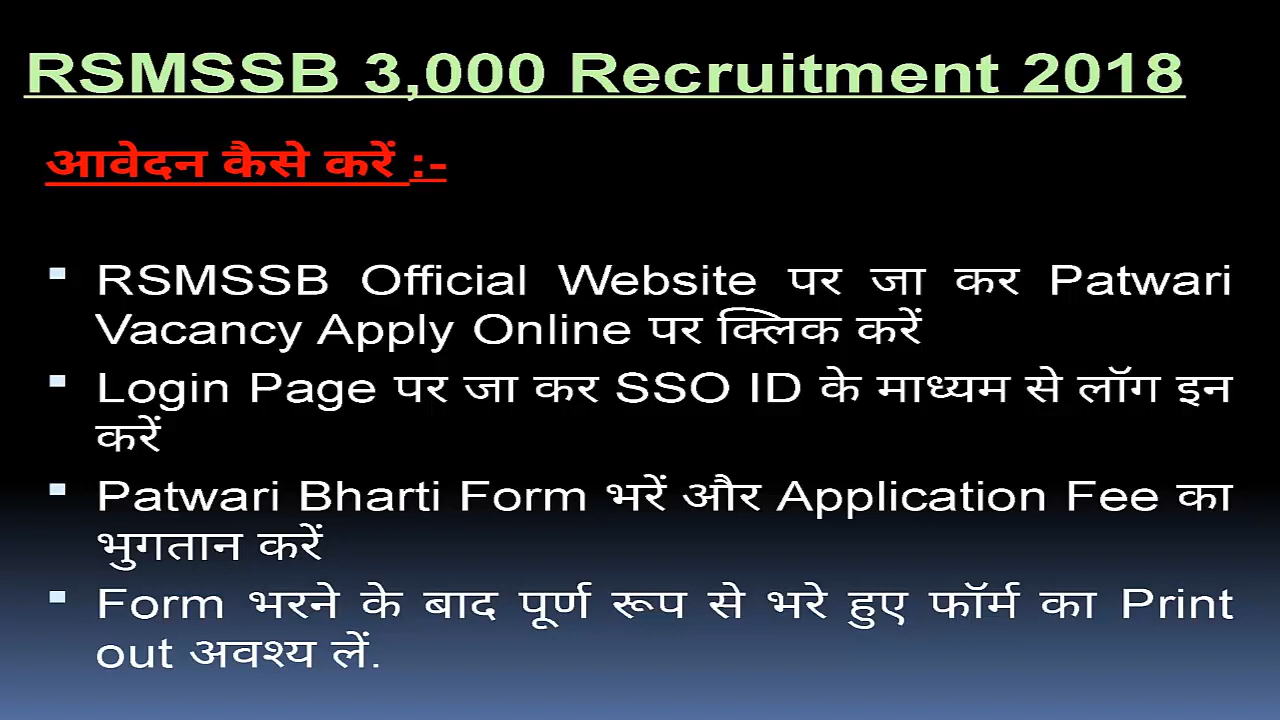 RSMSSB 3,000 Recruitment 2018
आवेदन कैसे करें :-
▪ RSMSSB Official Website पर जा कर Patwari
Vacancy Apply Online पर क्लिक करें
▪ Login Page पर जा कर SSO ID के माध्यम से लॉग इन
करें
▪ Patwari Bharti Form भरें और Application Fee का
भुगतान करें
▪ Form भरने के बाद पूर्ण रूप से भरे हुए फॉर्म का Print
out अवश्य लें.